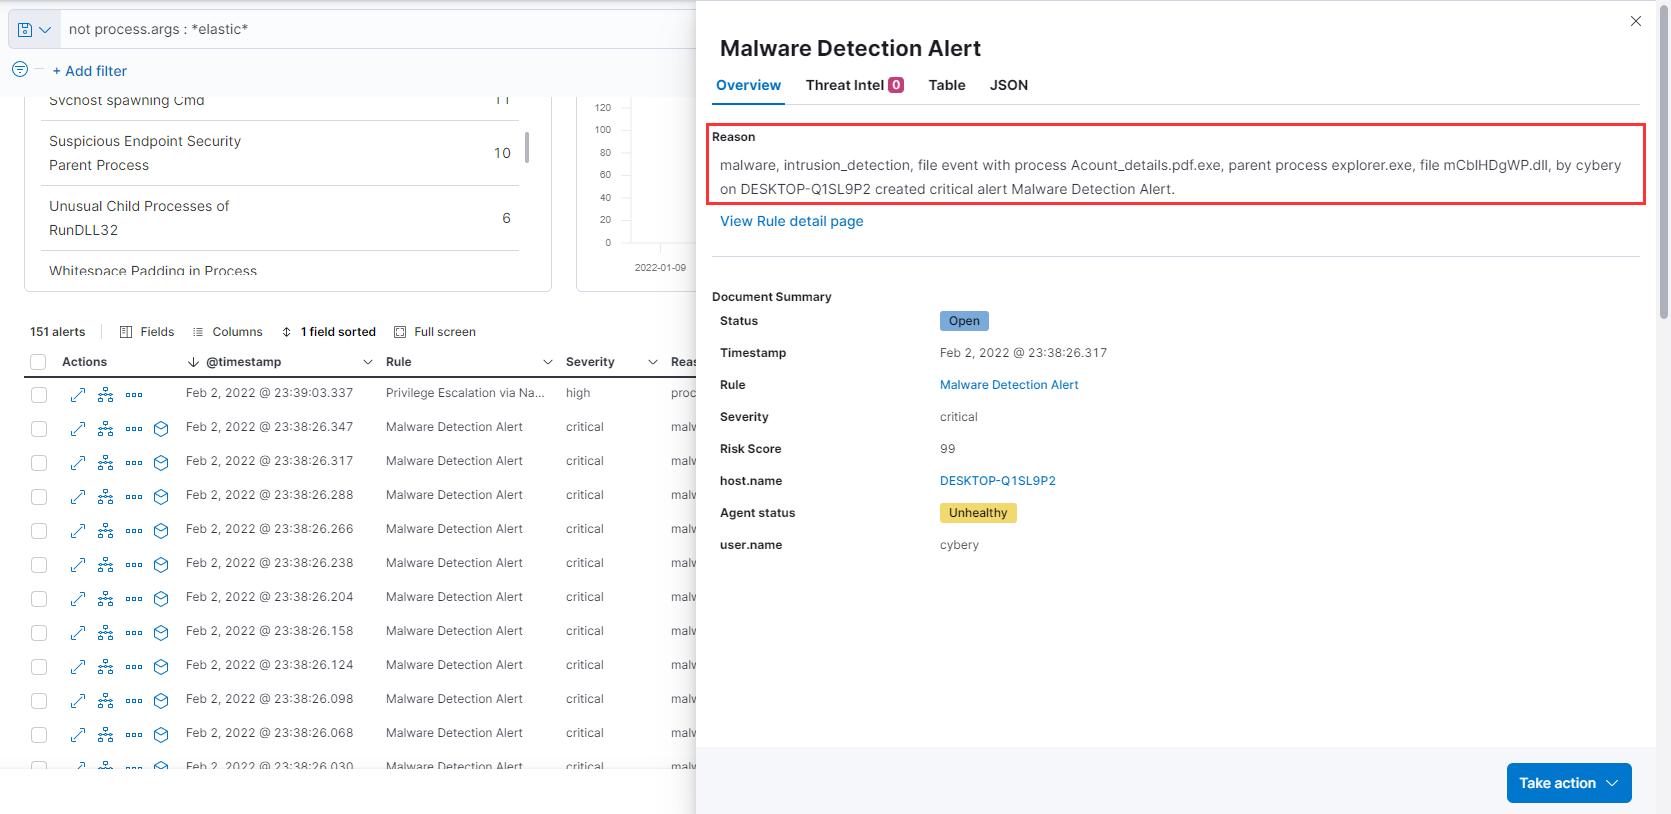 not process.args : *elastic*
+ Add filter
Svchost spawning Cmd 11
Suspicious Endpoint Security
Parent Process
10
Unusual Child Processes of
RunDLL32
6
Whitespace Padding in Process
120
100
80
60
40
20
0
2022-01-09
151 alerts Fields Columns 1 field sorted Full screen
Actions @timestamp Rule Severity Reas
Feb 2, 2022 @ 23:39:03.337 Privilege Escalation via Na... high proc
Feb 2, 2022 @ 23:38:26.347 Malware Detection Alert critical malw
Feb 2, 2022 @ 23:38:26.317 Malware Detection Alert critical malw
Feb 2, 2022 @ 23:38:26.288 Malware Detection Alert critical malw
Feb 2, 2022 @ 23:38:26.266 Malware Detection Alert critical malw
Feb 2, 2022 @ 23:38:26.238 Malware Detection Alert critical malw
Feb 2, 2022 @ 23:38:26.204 Malware Detection Alert critical malw
Feb 2, 2022 @ 23:38:26.158 Malware Detection Alert critical malw
Feb 2, 2022 @ 23:38:26.124 Malware Detection Alert critical malw
Feb 2, 2022 @ 23:38:26.098 Malware Detection Alert critical malw
Feb 2, 2022 @ 23:38:26.068 Malware Detection Alert critical malw
Feb 2, 2022 @ 23:38:26.030 Malware Detection Alert critical malw
Malware Detection Alert
Overview Threat Intel 0 Table JSON
Reason
malware, intrusion_detection, file event with process Acount_details.pdf.exe, parent process explorer.exe, file mCblHDgWP.dll, by cybery
on DESKTOP-Q1SL9P2 created critical alert Malware Detection Alert.
View Rule detail page
Document Summary
Status Open
Timestamp Feb 2, 2022 @ 23:38:26.317
Rule Malware Detection Alert
Severity critical
Risk Score 99
host.name DESKTOP-Q1SL9P2
Agent status Unhealthy
user.name cybery
Take action